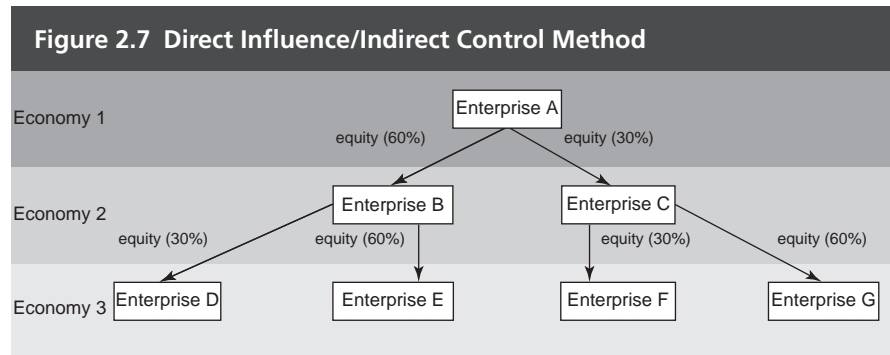 Figure 2.7 Direct Influence/Indirect Control Method
Economy 1
Enterprise A
equity (60%)
equity (30%)
Economy 2
Enterprise B
Enterprise C
equity (30%)
equity (60%)
equity (30%)
equity (60%)
Economy 3
Enterprise D
Enterprise E
Enterprise F
Enterprise G